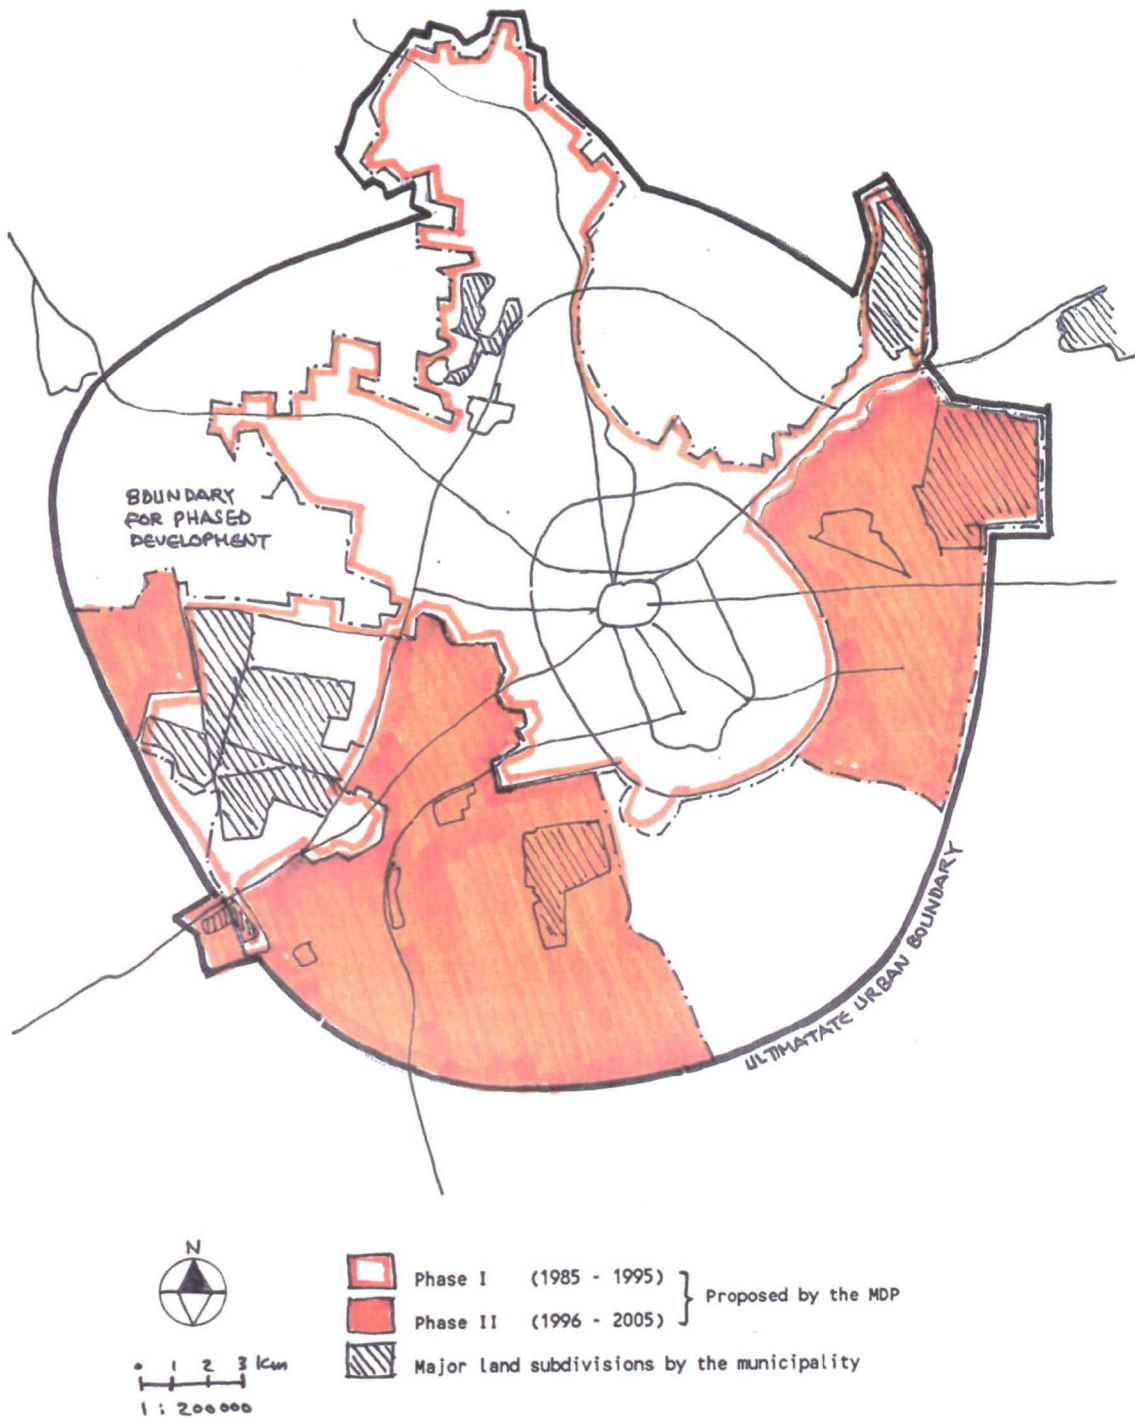 BOUNDARY
FOR PHASED
DEVELOPMENT
ULTIMATATE URBAN BOUNDARY
N
Phase I (1985 - 1995)
Phase II (1996 - 2005)
Proposed by the MDP
Major land subdivisions by the municipality
1 2 3 Km
1 : 200000